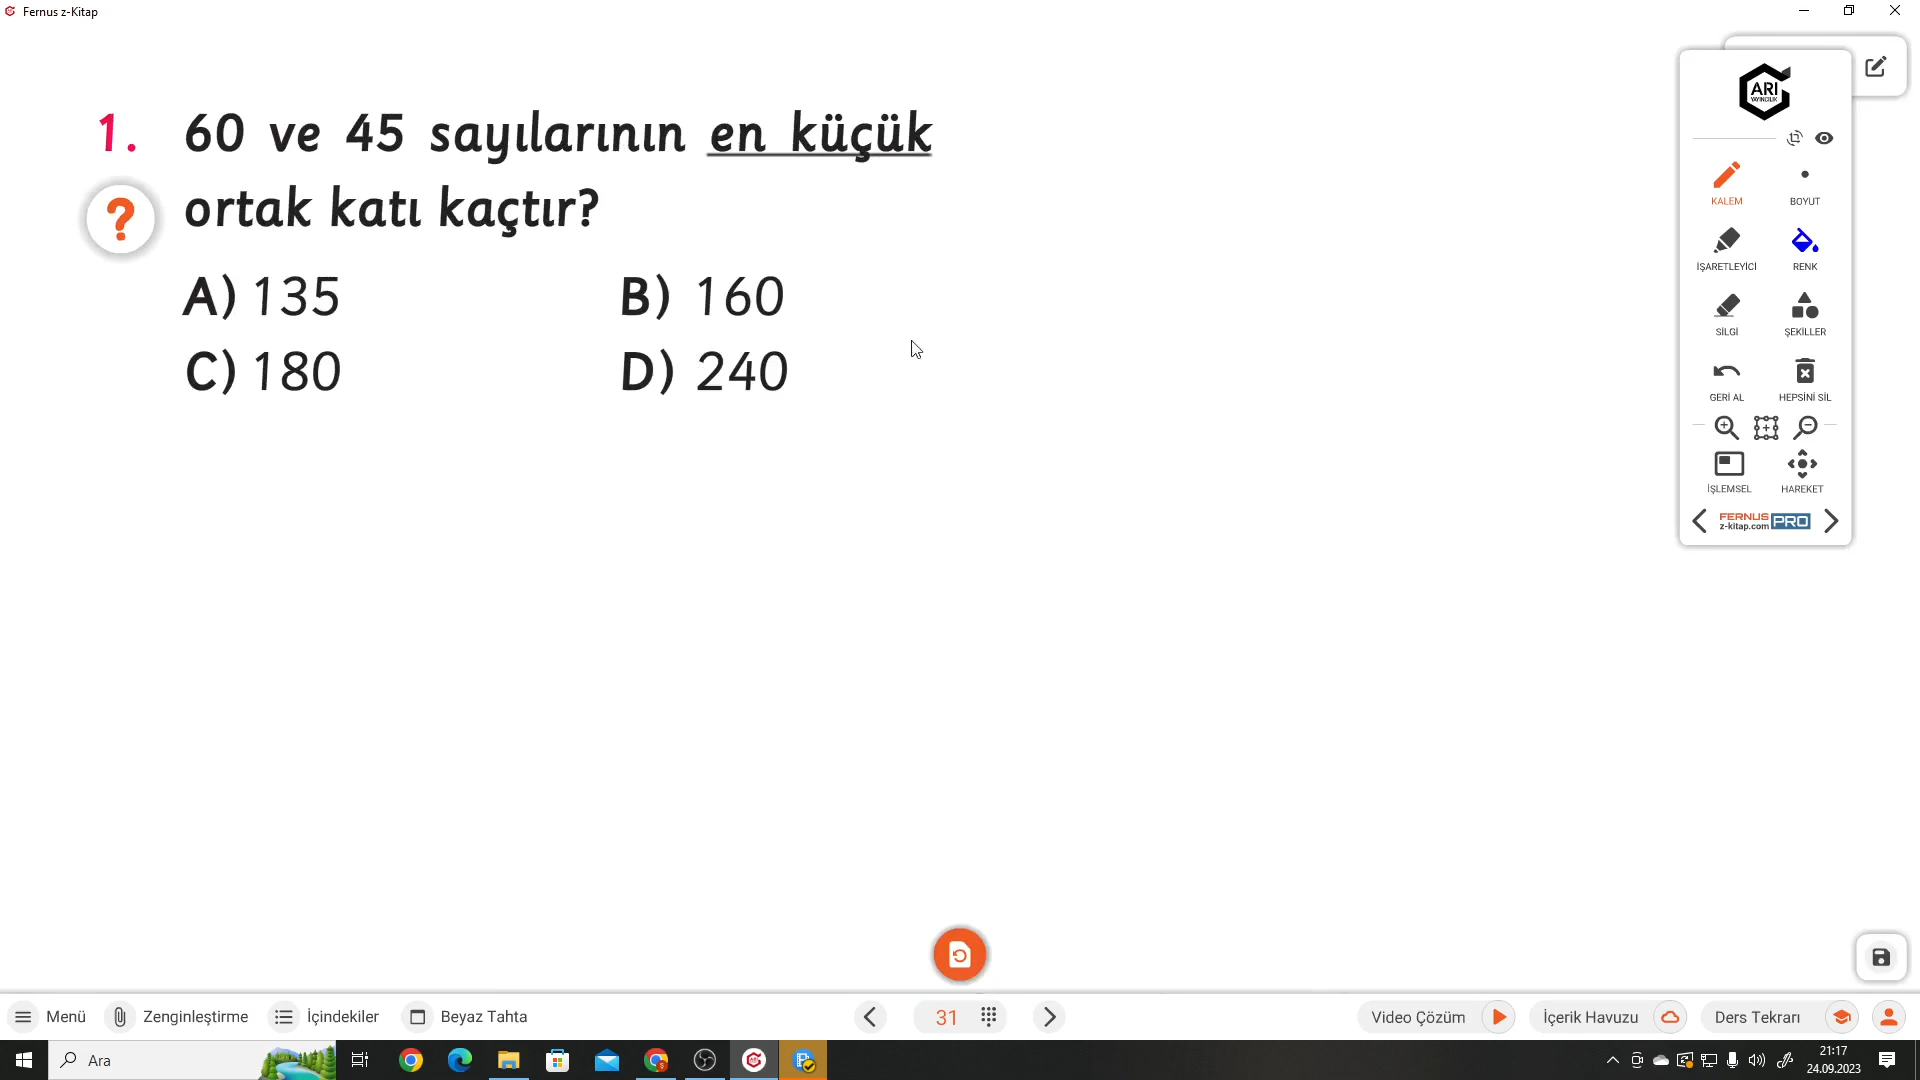 Fernus z-Kitap
1. 60 ve 45 sayılarının en küçük
ortak katı kaçtır?
?
A) 135 B) 160
C) 180 D) 240
ARI
YAYINCILIK
KALEM BOYUT
İŞARETLEYİCİ RENK
SİLGİ ŞEKİLLER
GERİ AL HEPSİNİ SİL
İŞLEMSEL HAREKET
FERNUS PRO
z-kitap.com
Menü Zenginleştirme İçindekiler Beyaz Tahta 31 Video Çözüm İçerik Havuzu Ders Tekrarı
Ara
21:17
24.09.2023